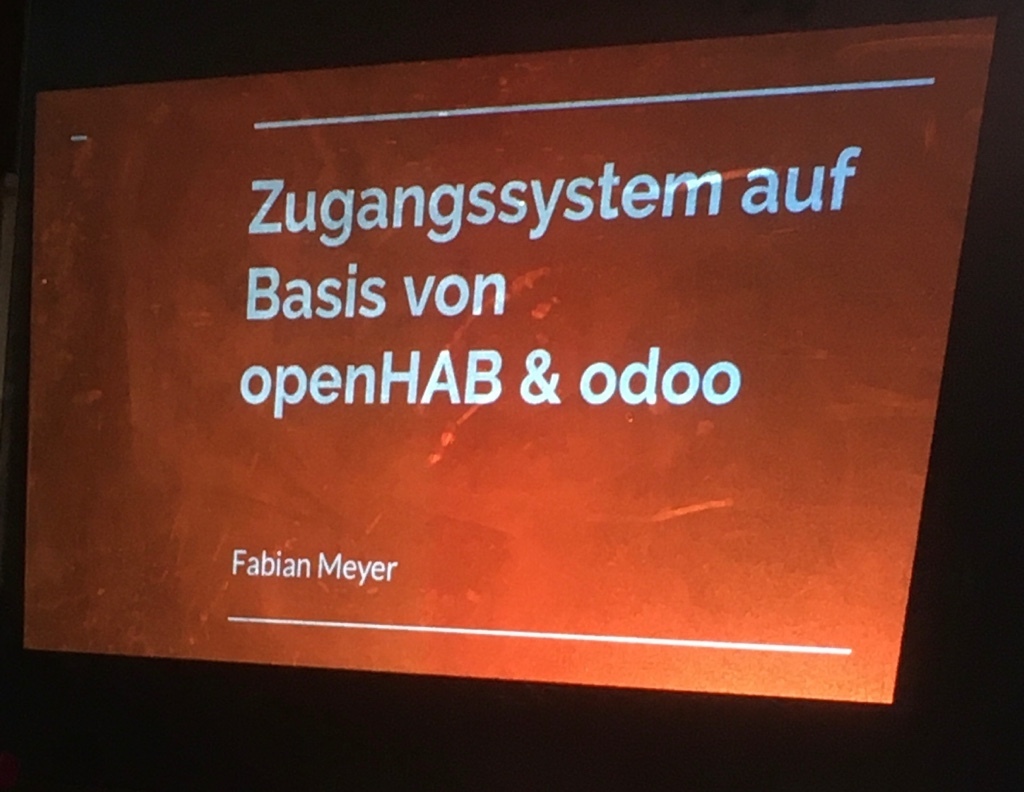 Zugangssystem auf
Basis von
openHAB & odoo
Fabian Meyer